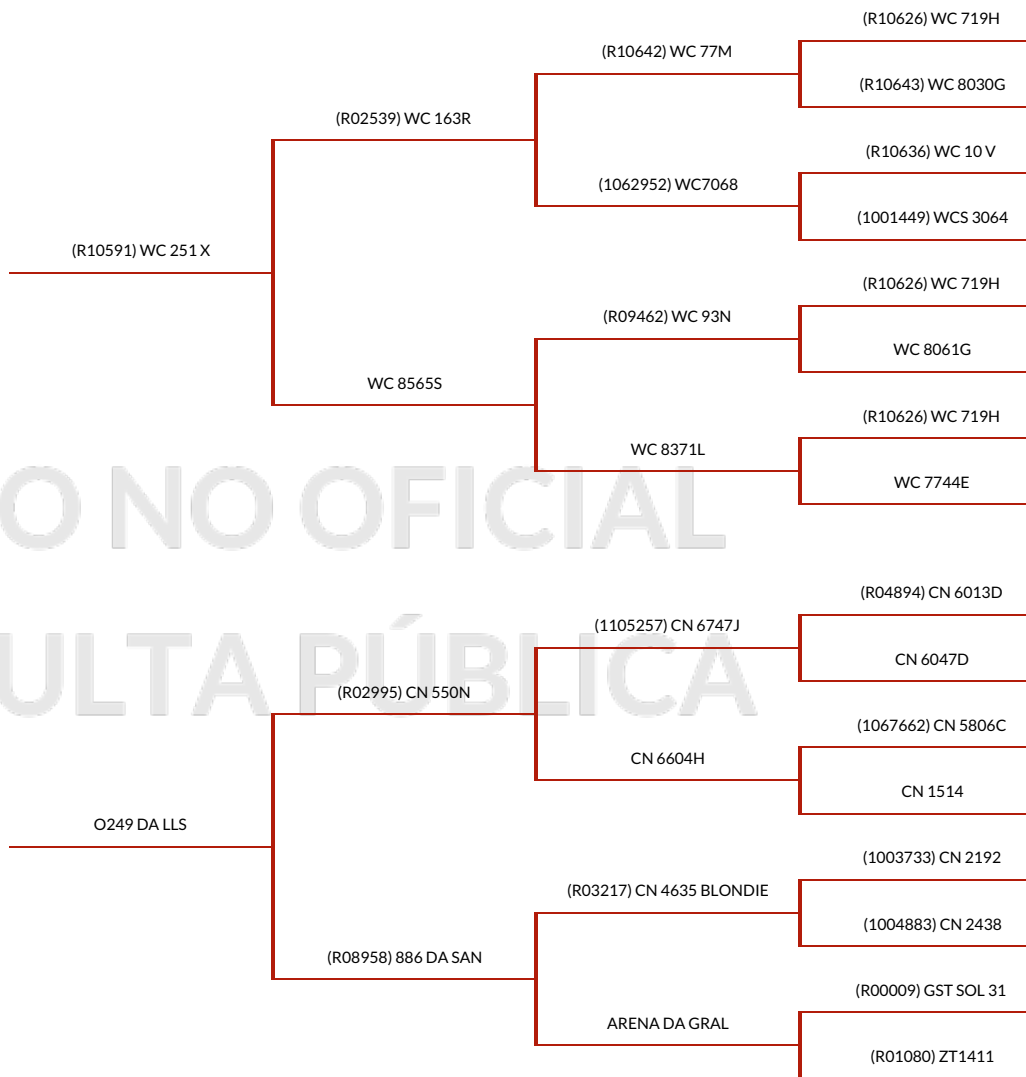 (R10626) WC 719H
(R10642) WC 77M
(R10643) WC 8030G
(R02539) WC 163R
(R10636) WC 10 V
(1062952) WC7068
(1001449) WCS 3064
(R10591) WC 251 X
(R10626) WC 719H
(R09462) WC 93N
WC 8061G
WC 8565S
(R10626) WC 719H
WC 8371L
WC 7744E
O NO OFICIAL
(R04894) CN 6013D
(1105257) CN 6747J
CN 6047D
ULTA PÚBLICA
(R02995) CN 550N
(1067662) CN 5806C
CN 6604H
CN 1514
O249 DA LLS
(1003733) CN 2192
(R03217) CN 4635 BLONDIE
(1004883) CN 2438
(R08958) 886 DA SAN
(R00009) GST SOL 31
ARENA DA GRAL
(R01080) ZT1411